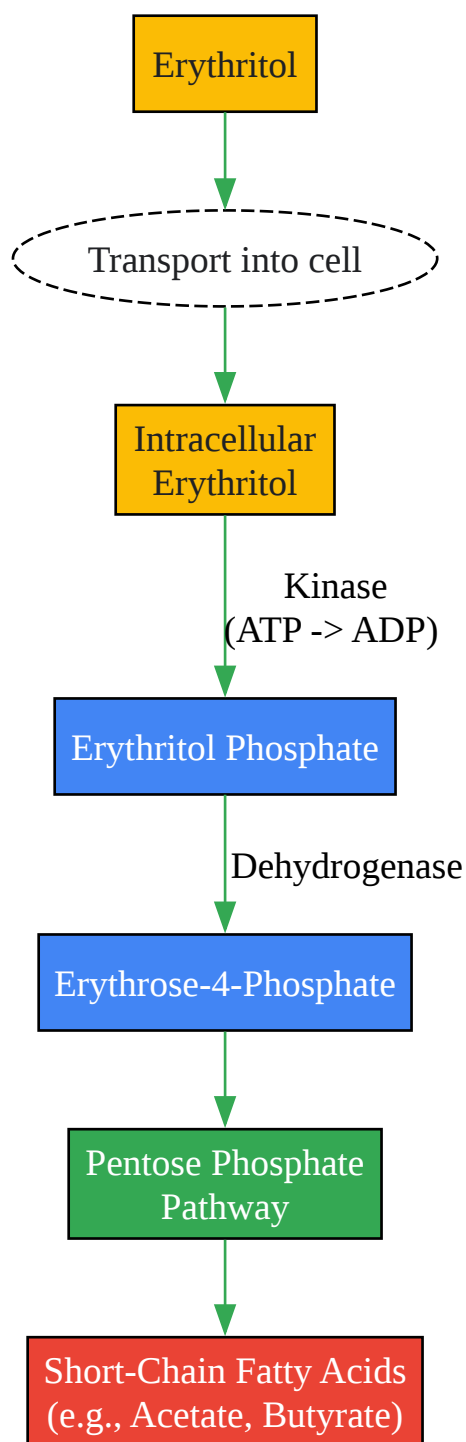 Erythritol
Transport into cell
Intracellular
Erythritol
Kinase
(ATP -> ADP)
Erythritol Phosphate
Dehydrogenase
Erythrose-4-Phosphate
Pentose Phosphate
Pathway
Short-Chain Fatty Acids
(e.g., Acetate, Butyrate)